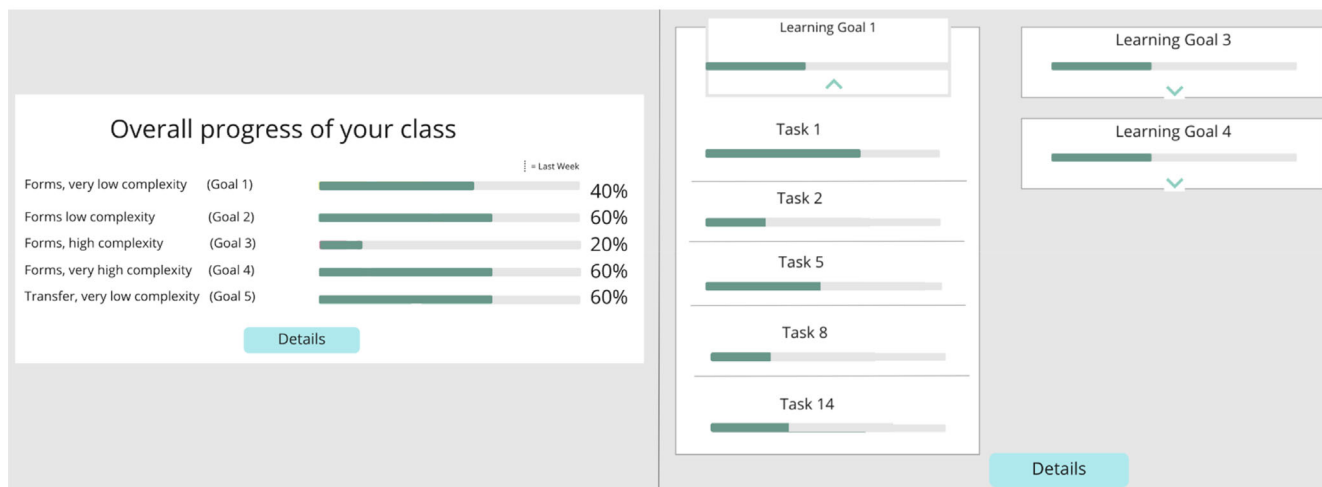 Overall progress of your class
= Last Week
Forms, very low complexity (Goal 1) 40%
Forms low complexity (Goal 2) 60%
Forms, high complexity (Goal 3) 20%
Forms, very high complexity (Goal 4) 60%
Transfer, very low complexity (Goal 5) 60%
Details
Learning Goal 1
Task 1
Task 2
Task 5
Task 8
Task 14
Learning Goal 3
Learning Goal 4
Details